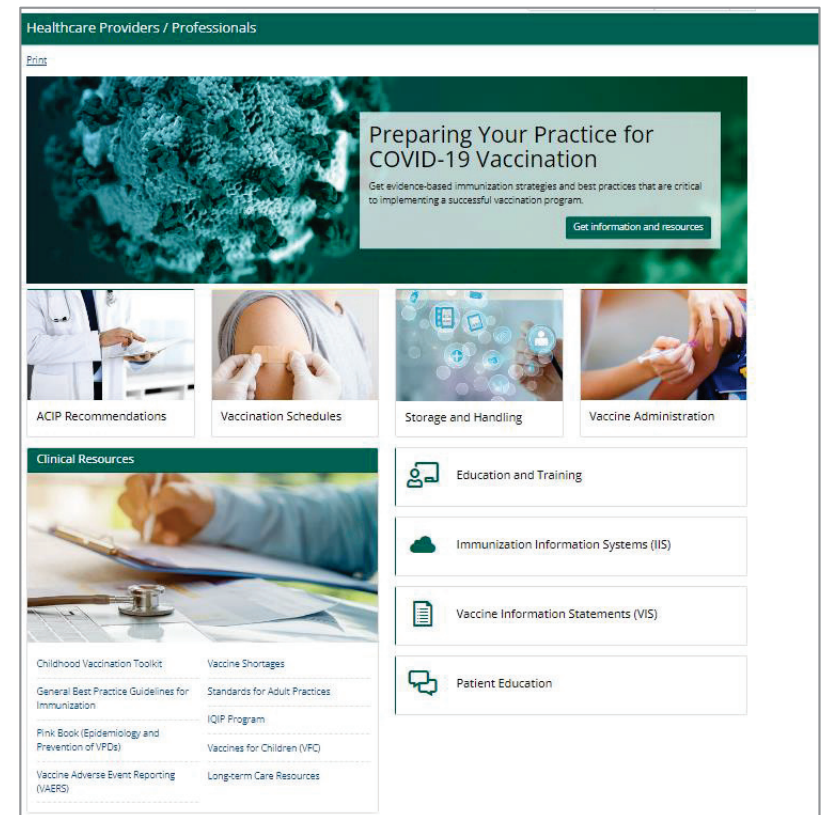 Healthcare Providers / Professionals
Print
Preparing Your Practice for
COVID-19 Vaccination
Get evidence-based immunization strategies and best practices that are critical
to implementing a successful vaccination program.
Get information and resources
ACIP Recommendations
Vaccination Schedules
Storage and Handling
Vaccine Administration
Clinical Resources
Childhood Vaccination Toolkit
General Best Practice Guidelines for
Immunization
Pink Book (Epidemiology and
Prevention of VPDs)
Vaccine Adverse Event Reporting
(VAERS)
Vaccine Shortages
Standards for Adult Practices
IQIP Program
Vaccines for Children (VFC)
Long-term Care Resources
Education and Training
Immunization Information Systems (IIS)
Vaccine Information Statements (VIS)
Patient Education